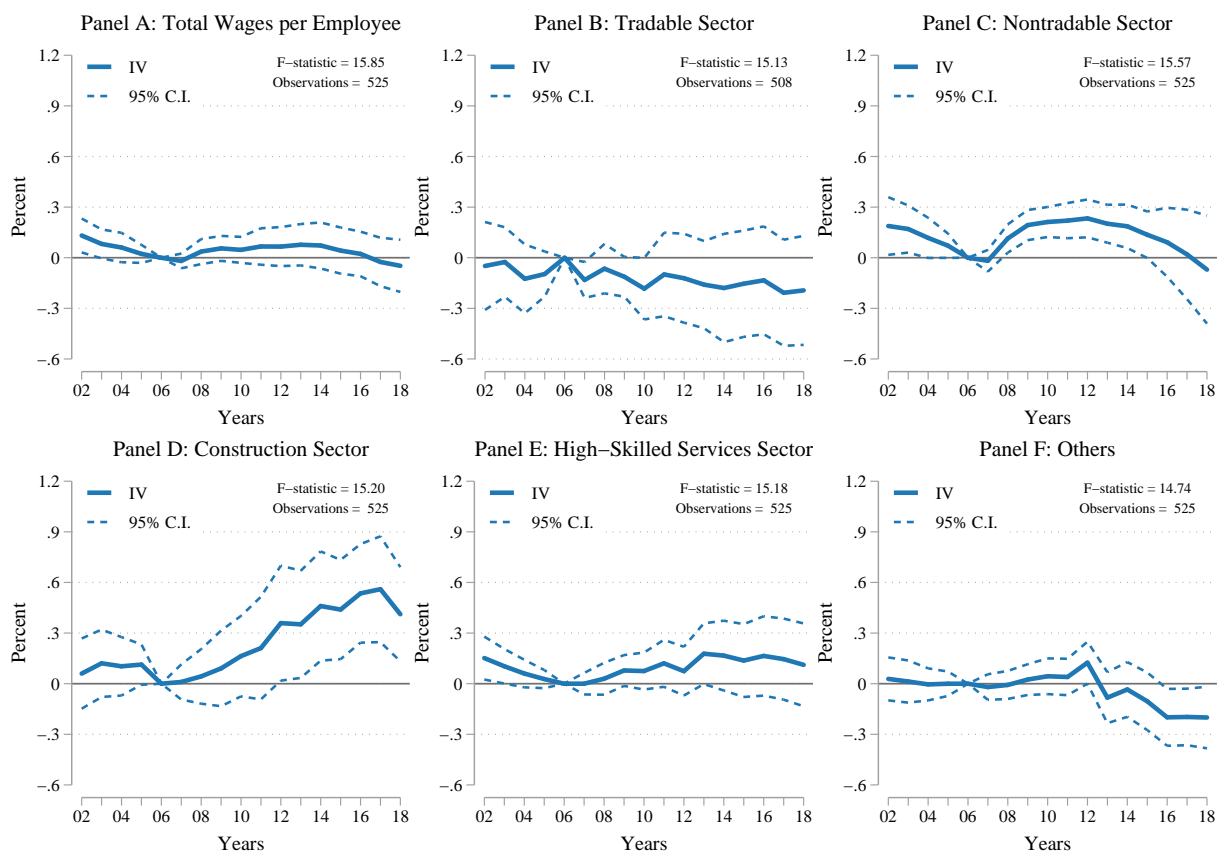 Panel A: Total Wages per Employee
1.2
.9
.6
.3
0
−.3
−.6
Percent
IV
95% C.I.
F−statistic = 15.85
Observations = 525
02 04 06 08 10 12 14 16 18
Years
Panel B: Tradable Sector
1.2
.9
.6
.3
0
−.3
−.6
Percent
IV
95% C.I.
F−statistic = 15.13
Observations = 508
02 04 06 08 10 12 14 16 18
Years
Panel C: Nontradable Sector
1.2
.9
.6
.3
0
−.3
−.6
Percent
IV
95% C.I.
F−statistic = 15.57
Observations = 525
02 04 06 08 10 12 14 16 18
Years
Panel D: Construction Sector
1.2
.9
.6
.3
0
−.3
−.6
Percent
IV
95% C.I.
F−statistic = 15.20
Observations = 525
02 04 06 08 10 12 14 16 18
Years
Panel E: High−Skilled Services Sector
1.2
.9
.6
.3
0
−.3
−.6
Percent
IV
95% C.I.
F−statistic = 15.18
Observations = 525
02 04 06 08 10 12 14 16 18
Years
Panel F: Others
1.2
.9
.6
.3
0
−.3
−.6
Percent
IV
95% C.I.
F−statistic = 14.74
Observations = 525
02 04 06 08 10 12 14 16 18
Years